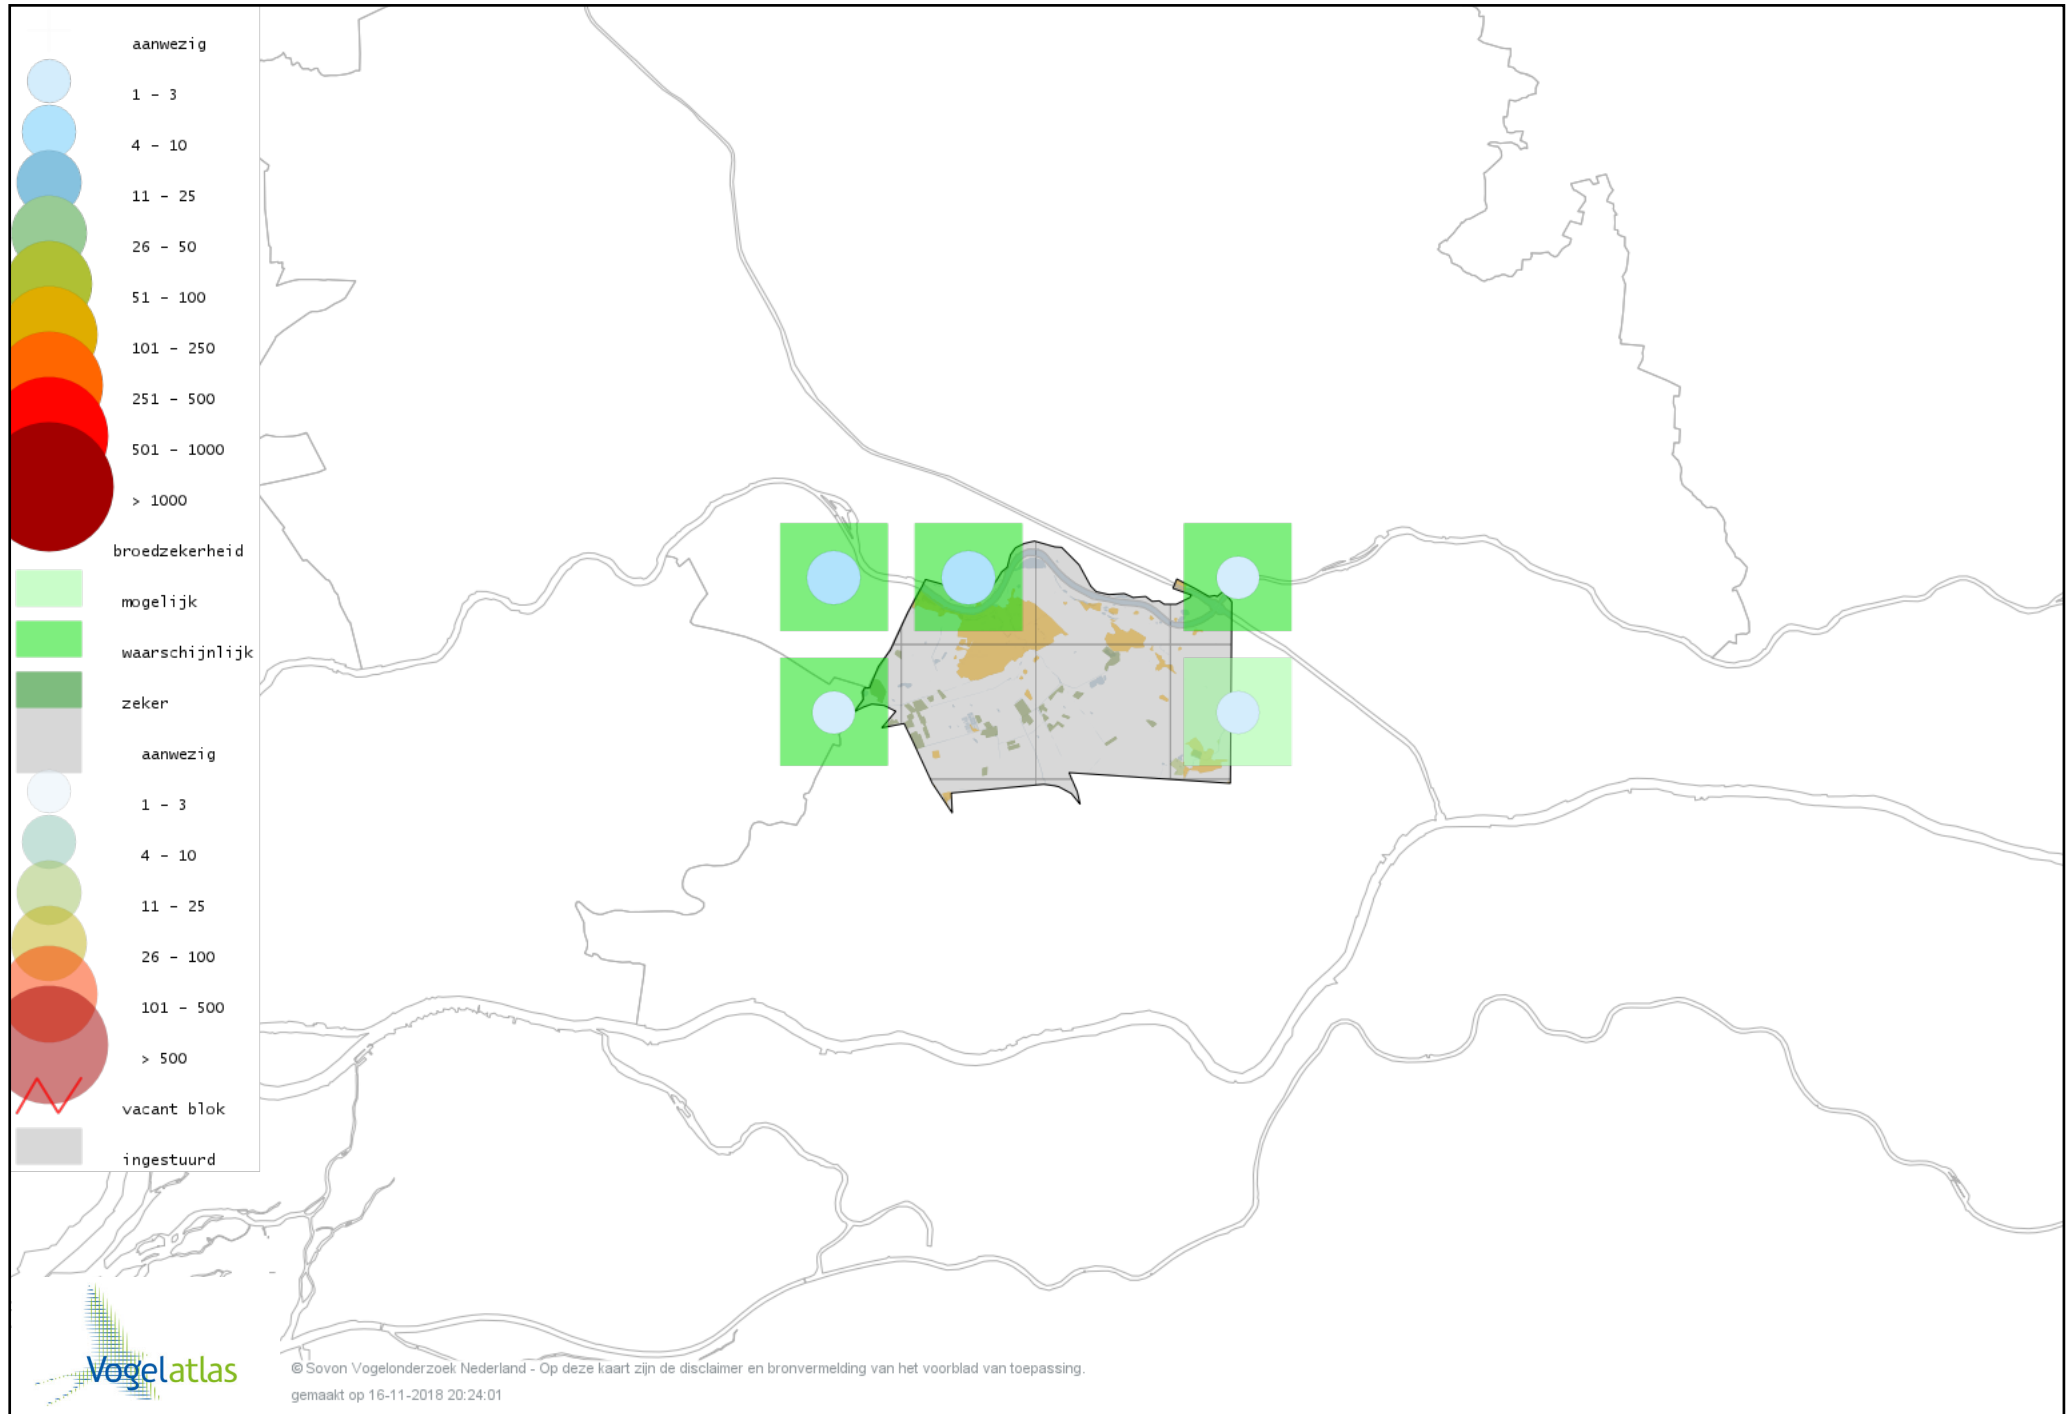 aanwezig
1 - 3
4 - 10
11 - 25
26 - 50
51 - 100
101 - 250
251 - 500
501 - 1000
> 1000
broedzekerheid
mogelijk
waarschijnlijk
zeker
aanwezig
1 - 3
4 - 10
11 - 25
26 - 100
101 - 500
> 500
vacant blok
ingestuurd
Vogelatlas
© Sovon Vogelonderzoek Nederland - Op deze kaart zijn de disclaimer en bronvermelding van het voorblad van toepassing.
gemaakt op 16-11-2018 20:24:01